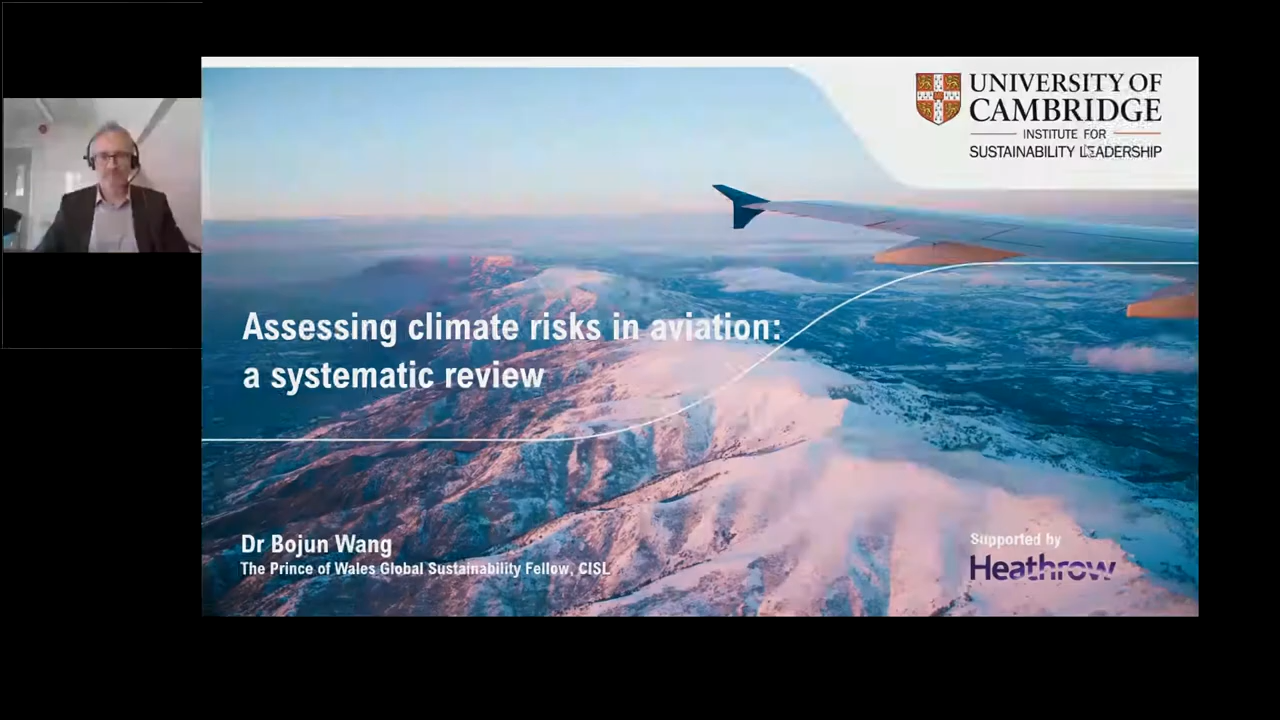 UNIVERSITY OF
CAMBRIDGE
INSTITUTE FOR
SUSTAINABILITY LEADERSHIP
Assessing climate risks in aviation:
a systematic review
Dr Bojun Wang
The Prince of Wales Global Sustainability Fellow, CISL
Supported by
Heathrow